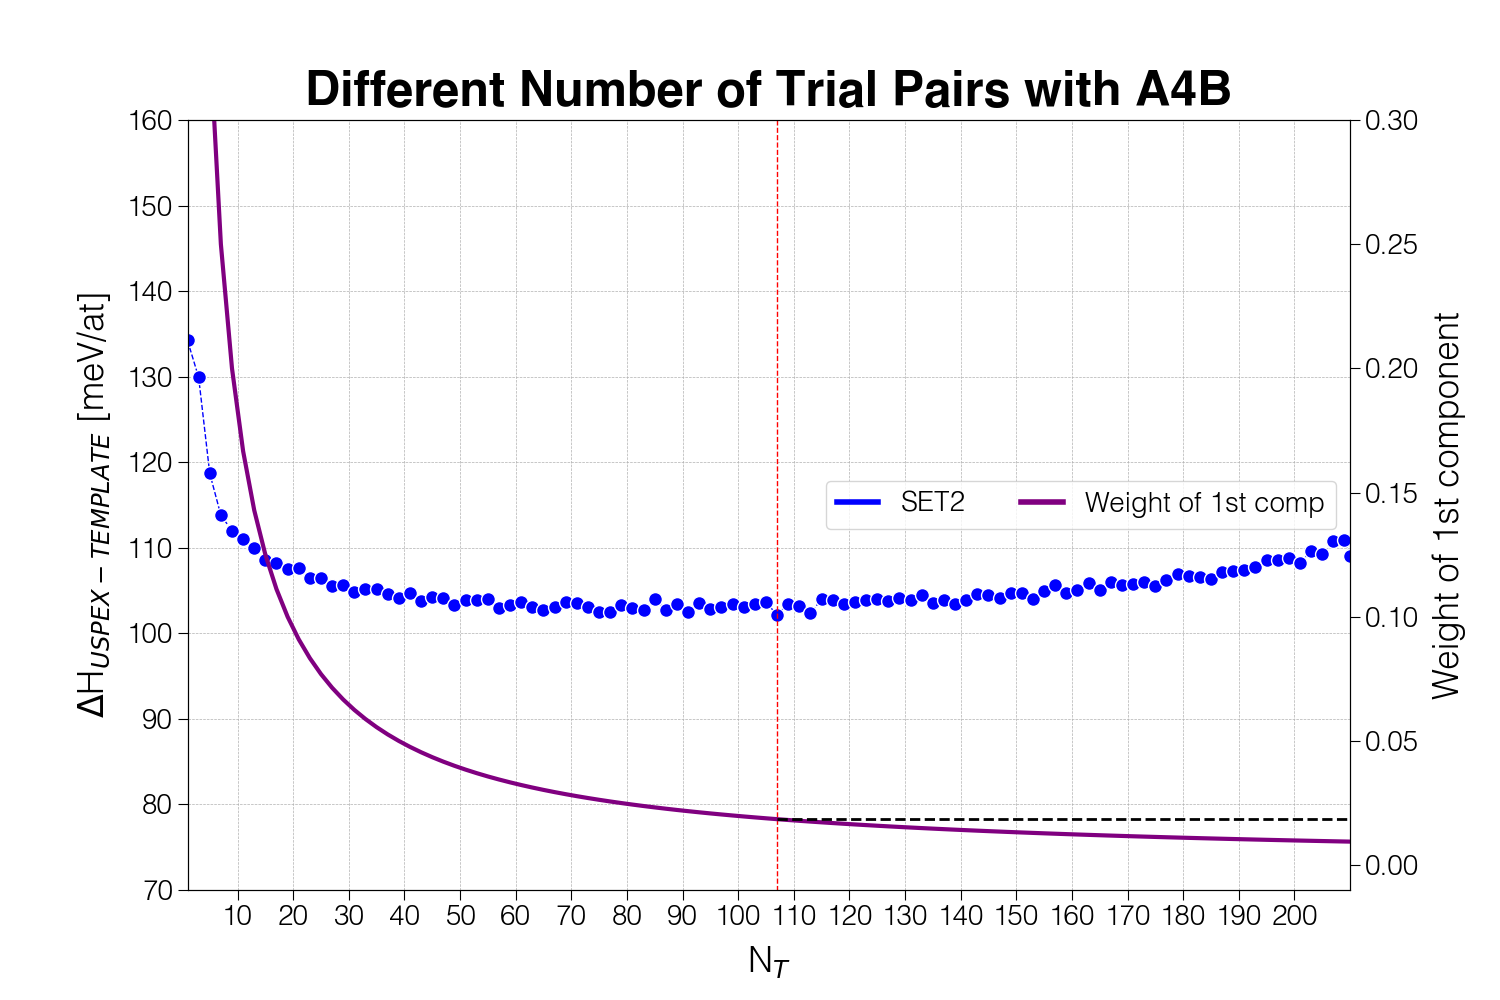 Different Number of Trial Pairs with A4B
160
150
140
130
120
110
100
90
80
70
ΔH_{USPEX − TEMPLATE} [meV/at]
0.30
0.25
0.20
0.15
0.10
0.05
0.00
Weight of 1st component
SET2 Weight of 1st comp
10 20 30 40 50 60 70 80 90 100 110 120 130 140 150 160 170 180 190 200
N_T